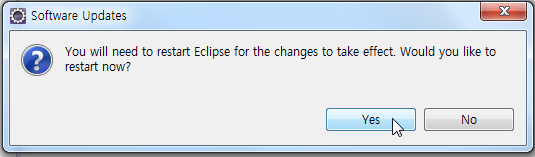 Software Updates
You will need to restart Eclipse for the changes to take effect. Would you like to
restart now?
Yes
No